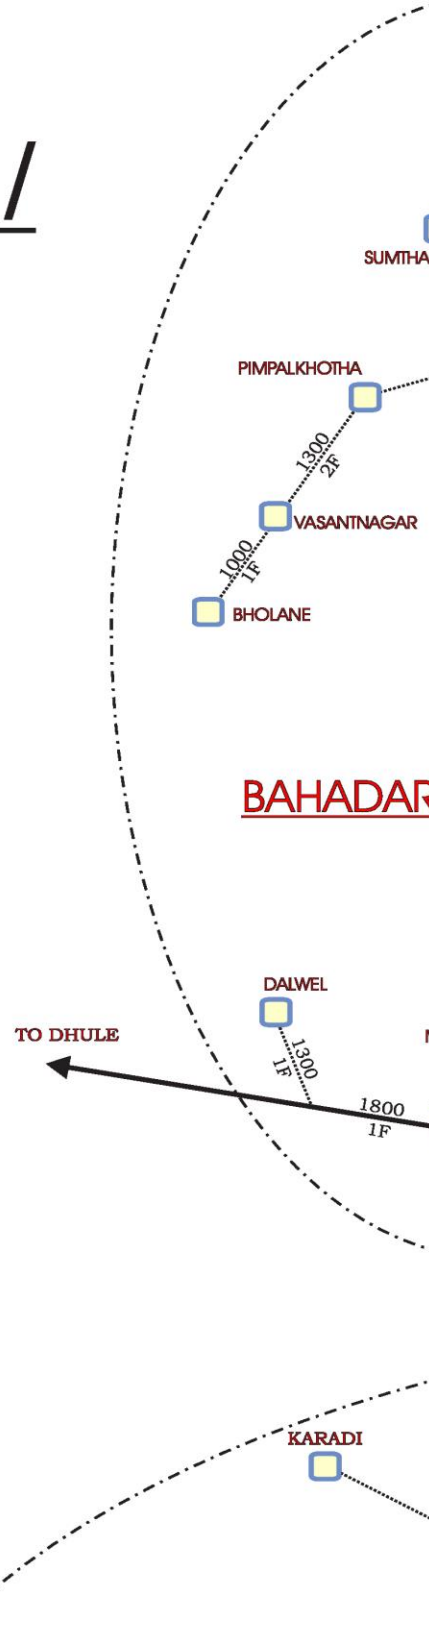 /
SUMTHA
PIMPALKHOTHA
1300
2F
VASANTNAGAR
1000
1F
BHOLANE
BAHADAR
DALWEL
TO DHULE
1300
1F
1800
1F
KARADI